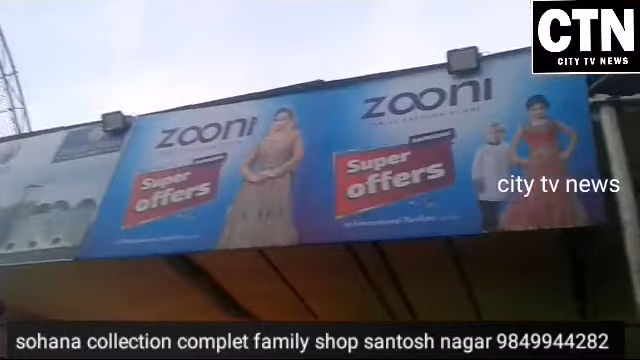 CTN
CITY TV NEWS
ZOONI
Super
offers
ZOONI
Super
offers
city tv news
sohana collection complet family shop santosh nagar 9849944282